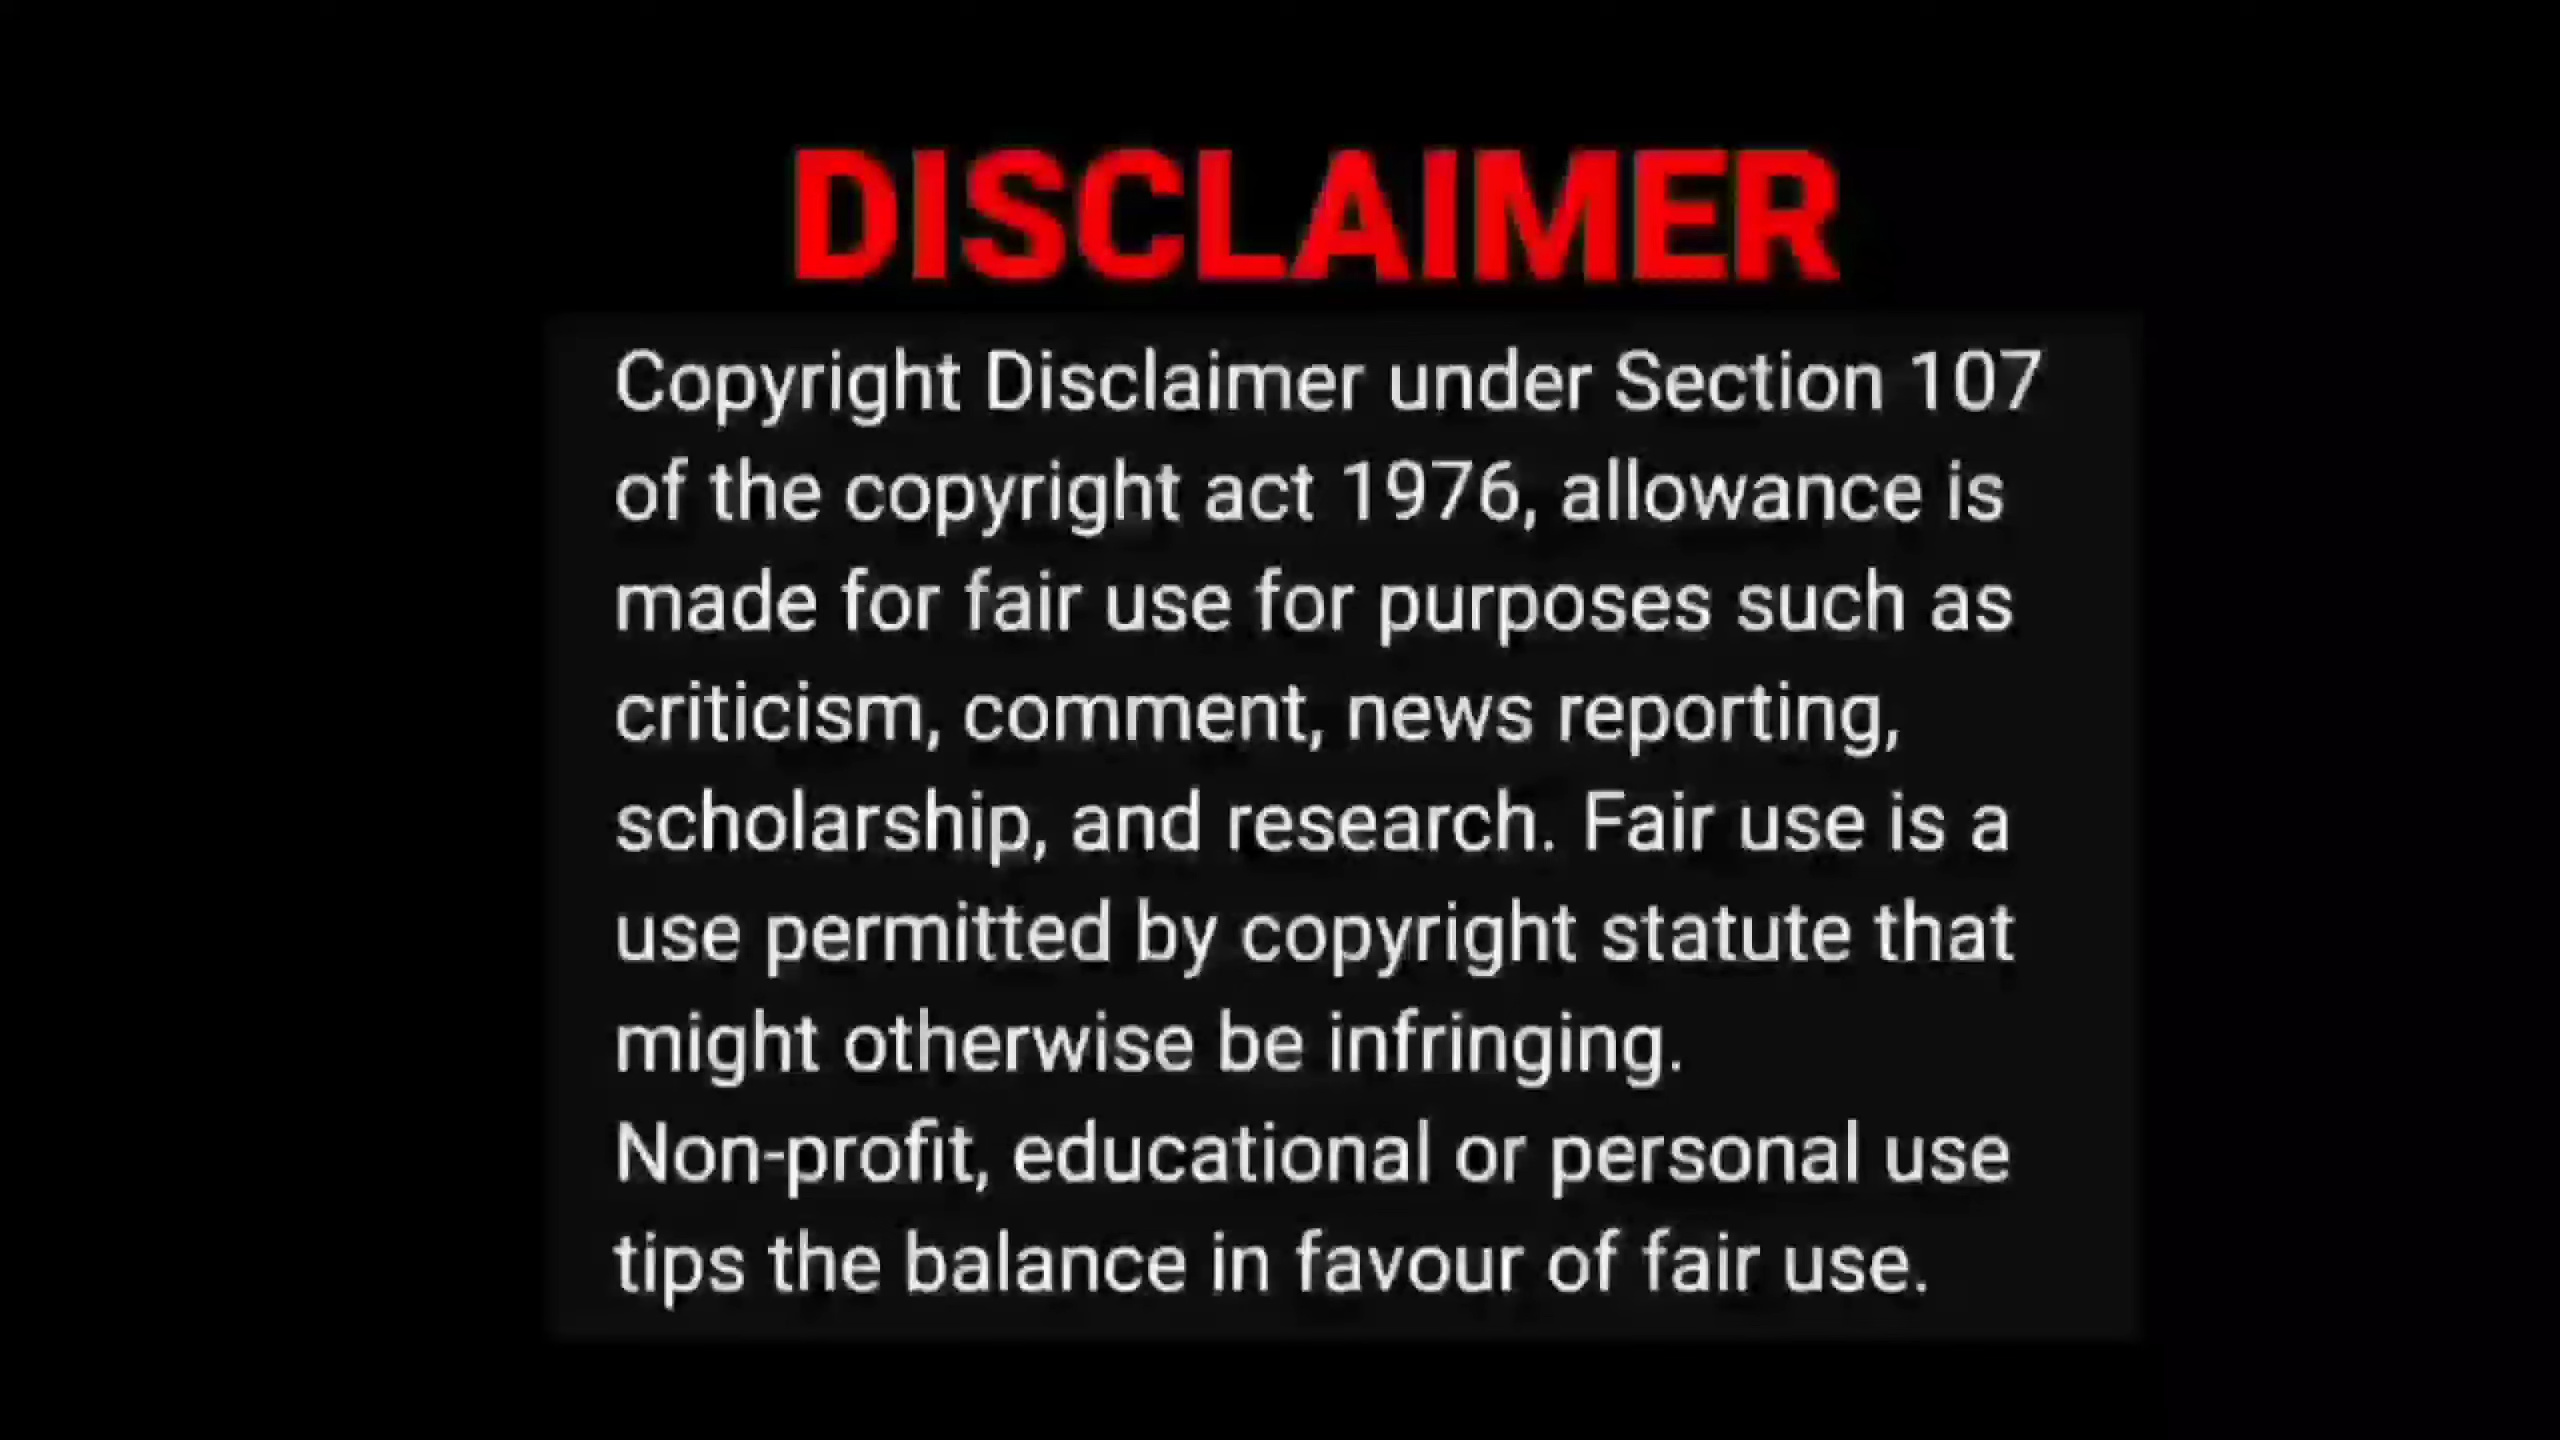 DISCLAIMER
Copyright Disclaimer under Section 107
of the copyright act 1976, allowance is
made for fair use for purposes such as
criticism, comment, news reporting,
scholarship, and research. Fair use is a
use permitted by copyright statute that
might otherwise be infringing.
Non-profit, educational or personal use
tips the balance in favour of fair use.